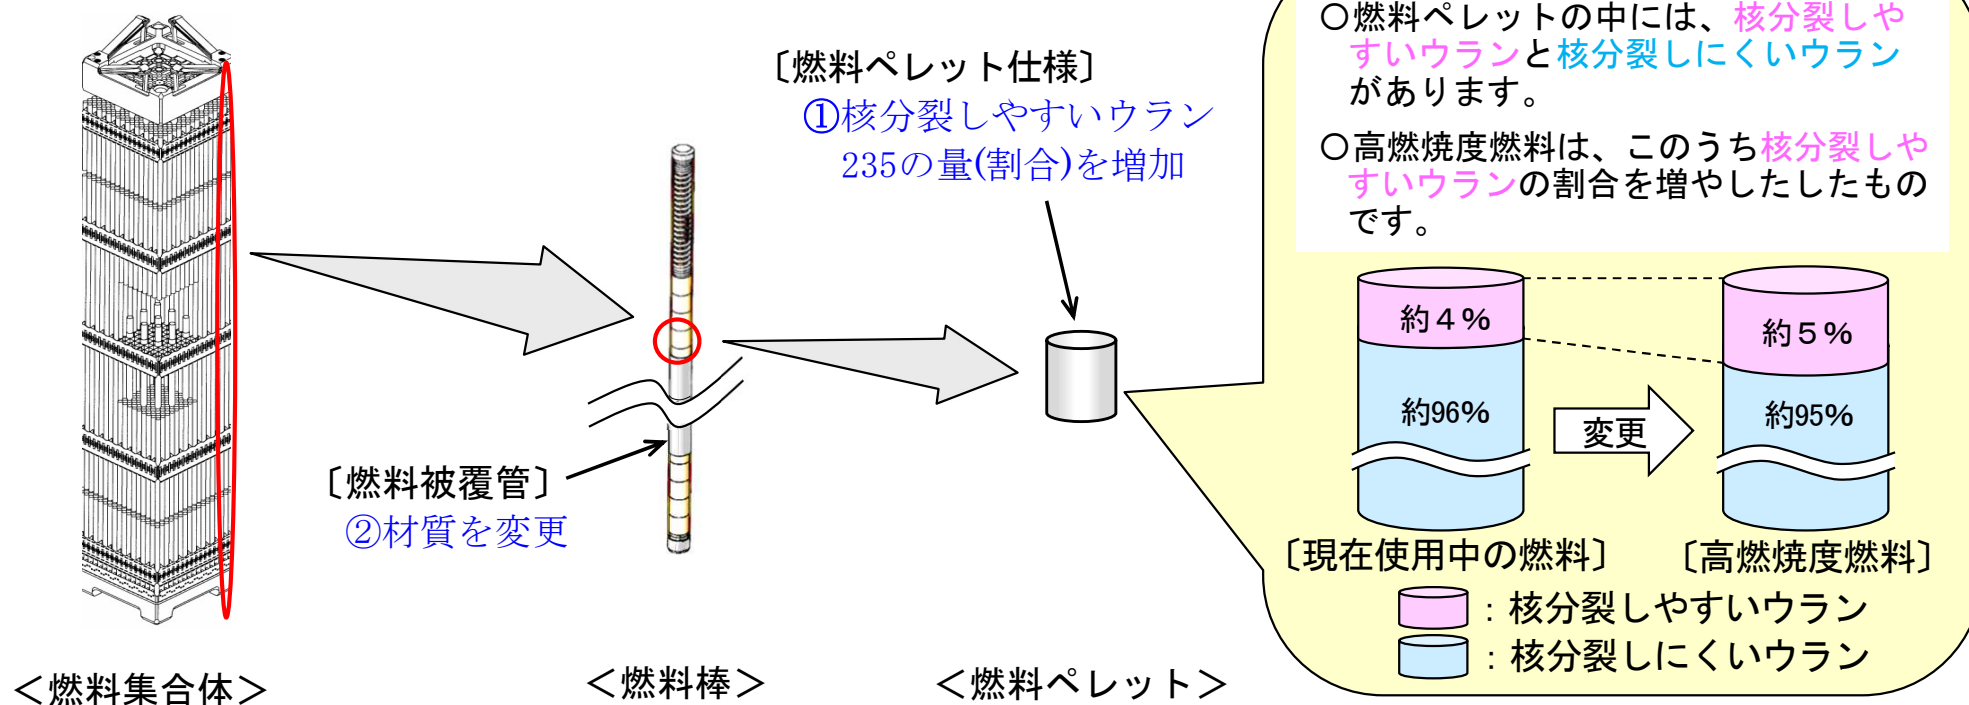 〔燃料ペレット仕様〕
①核分裂しやすいウラン
235の量(割合)を増加
〔燃料被覆管〕
②材質を変更
＜燃料集合体＞
＜燃料棒＞
＜燃料ペレット＞
○燃料ペレットの中には、核分裂しや
すいウランと核分裂しにくいウラン
があります。
○高燃焼度燃料は、このうち核分裂しや
すいウランの割合を増やしたしたもの
です。
約４%
約５%
約96%
変更
約95%
〔現在使用中の燃料〕
〔高燃焼度燃料〕
：核分裂しやすいウラン
：核分裂しにくいウラン